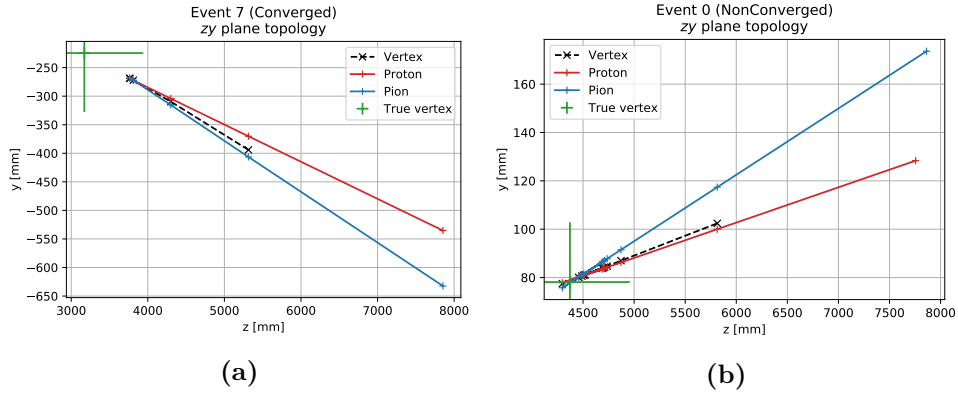 Event 7 (Converged)
zy plane topology
Vertex
Proton
Pion
True vertex
y [mm]
−250
−300
−350
−400
−450
−500
−550
−600
−650
3000 4000 5000 6000 7000 8000
z [mm]
(a)
Event 0 (NonConverged)
zy plane topology
Vertex
Proton
Pion
True vertex
y [mm]
160
140
120
100
80
4500 5000 5500 6000 6500 7000 7500 8000
z [mm]
(b)